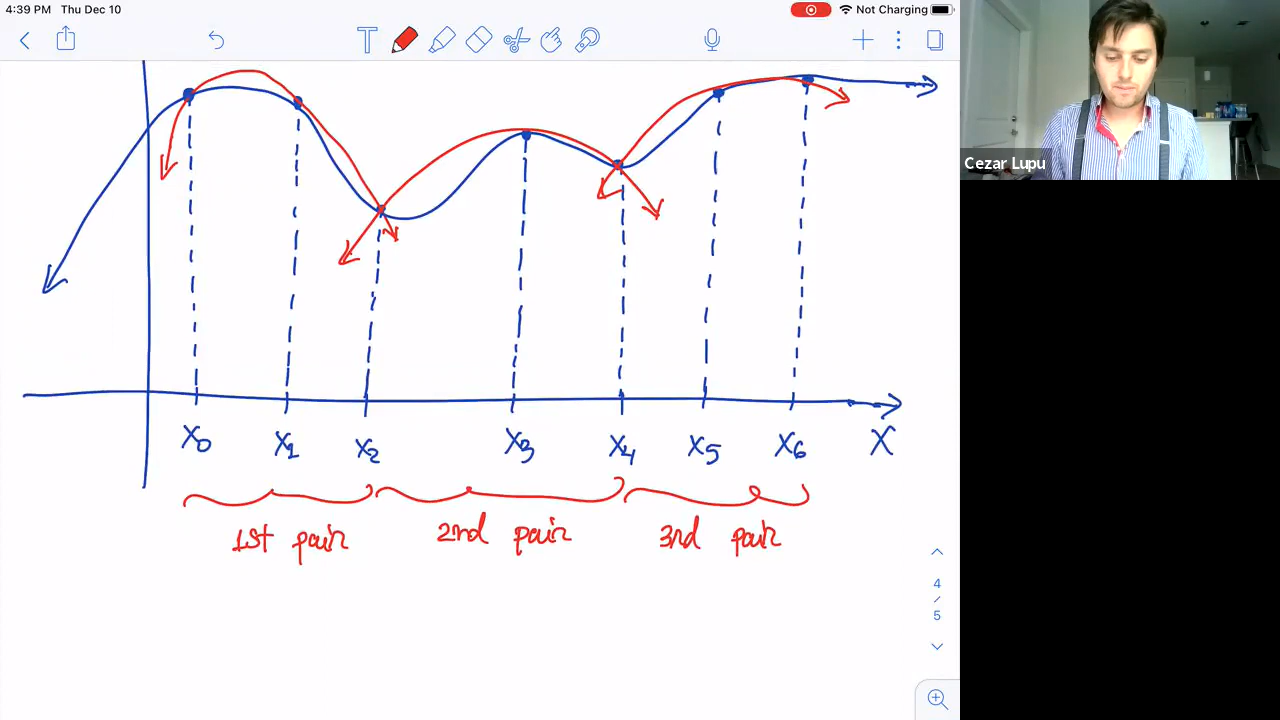 4:39 PM Thu Dec 10
Not Charging
T
Cezar Lupu
X0 X1 X2 X3 X4 X5 X6 X
1st pair 2nd pair 3rd pair
4
/
5